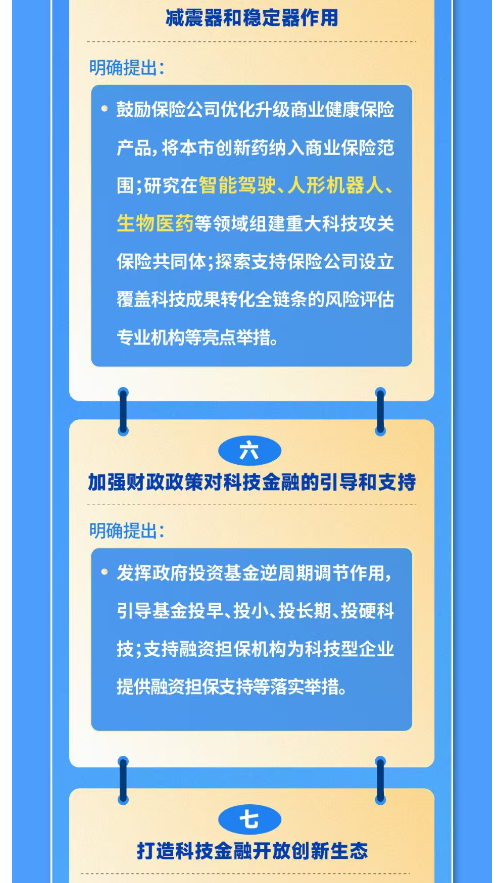 减震器和稳定器作用
明确提出：
鼓励保险公司优化升级商业健康保险
产品，将本市创新药纳入商业保险范
围；研究在智能驾驶、人形机器人、
生物医药等领域组建重大科技攻关
保险共同体；探索支持保险公司设立
覆盖科技成果转化全链条的风险评估
专业机构等亮点举措。
六
加强财政政策对科技金融的引导和支持
明确提出：
发挥政府投资基金逆周期调节作用，
引导基金投早、投小、投长期、投硬科
技；支持融资担保机构为科技型企业
提供融资担保支持等落实举措。
七
打造科技金融开放创新生态